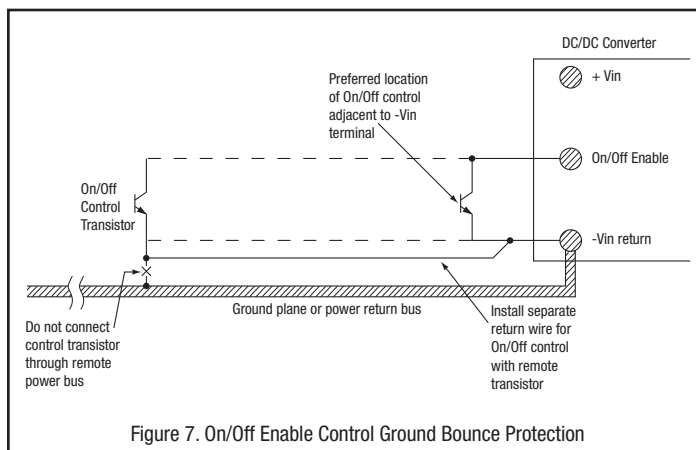 DC/DC Converter
+ Vin
Preferred location
of On/Off control
adjacent to -Vin
terminal
On/Off Enable
On/Off
Control
Transistor
-Vin return
Ground plane or power return bus
Do not connect
control transistor
through remote
power bus
Install separate
return wire for
On/Off control
with remote
transistor
Figure 7. On/Off Enable Control Ground Bounce Protection